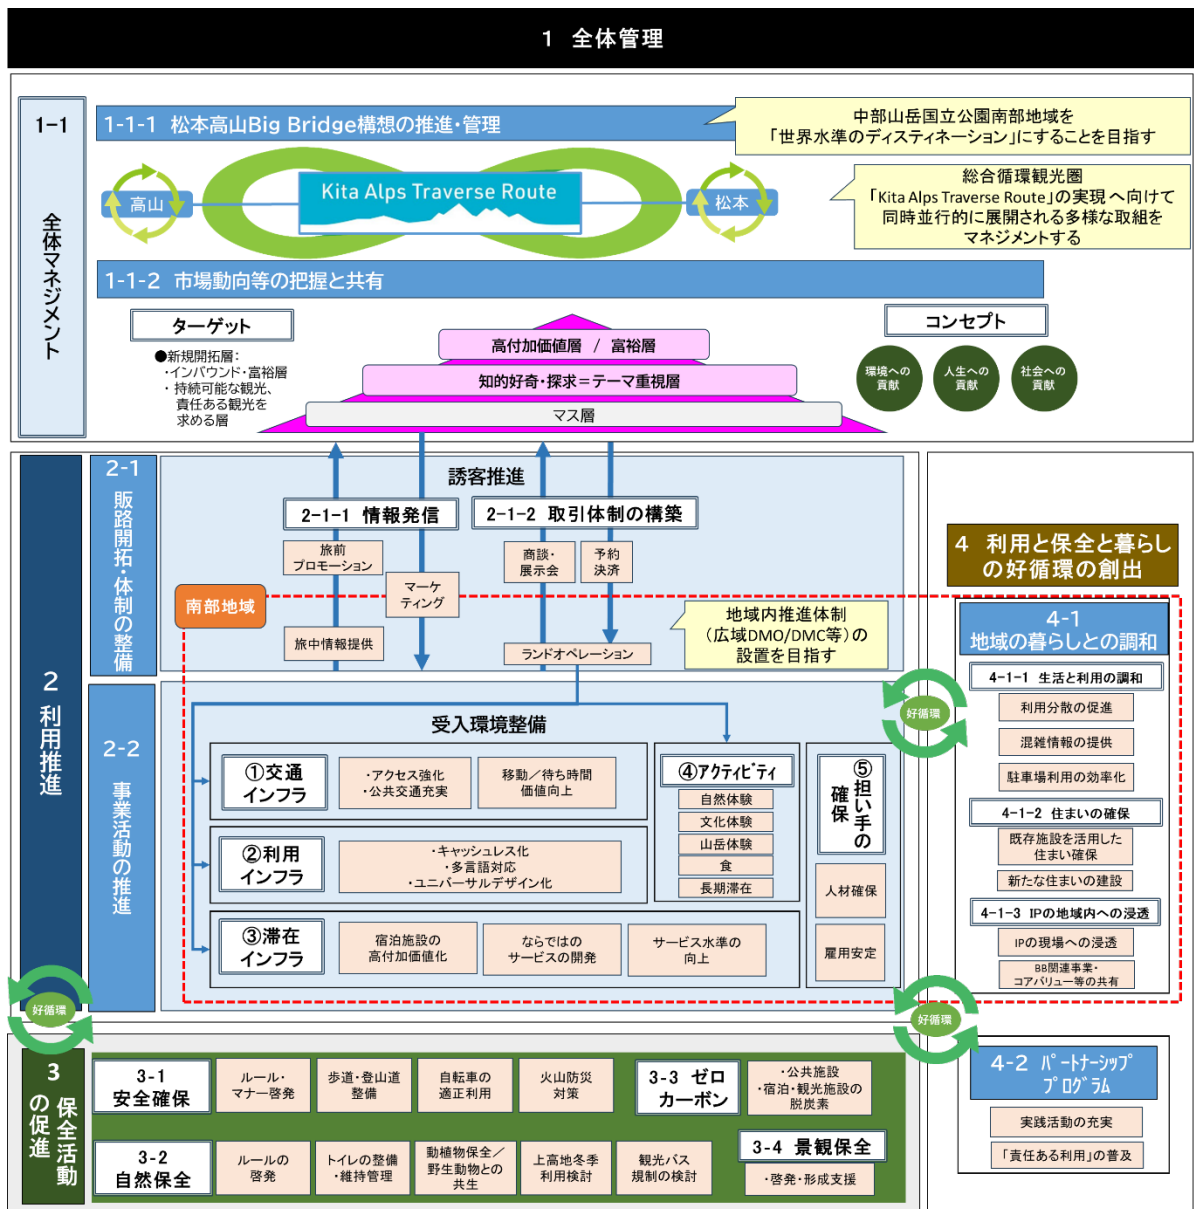 1 全体管理
1-1
全体マネジメント
1-1-1 松本高山Big Bridge構想の推進・管理
中部山岳国立公園南部地域を
「世界水準のディスティネーション」にすることを目指す
高山
Kita Alps Traverse Route
松本
総合循環観光圏
「Kita Alps Traverse Route」の実現へ向けて
同時並行的に展開される多様な取組を
マネジメントする
1-1-2 市場動向等の把握と共有
ターゲット
●新規開拓層：
・インバウンド・富裕層
・持続可能な観光、
責任ある観光を
求める層
高付加価値層 / 富裕層
知的好奇・探求＝テーマ重視層
マス層
コンセプト
環境への
貢献
人生への
貢献
社会への
貢献
2 利用推進
2-1
販路開拓・体制の整備
誘客推進
2-1-1 情報発信
旅前
プロモーション
マーケ
ティング
旅中情報提供
2-1-2 取引体制の構築
商談・
展示会
予約
決済
ランドオペレーション
南部地域
地域内推進体制
（広域DMO/DMC等）の
設置を目指す
2-2
事業活動の推進
受入環境整備
①交通
インフラ
・アクセス強化
・公共交通充実
移動／待ち時間
価値向上
②利用
インフラ
・キャッシュレス化
・多言語対応
・ユニバーサルデザイン化
③滞在
インフラ
宿泊施設の
高付加価値化
ならではの
サービスの開発
サービス水準の
向上
④アクティビティ
自然体験
文化体験
山岳体験
食
長期滞在
⑤担い手の
確保
人材確保
雇用安定
4 利用と保全と暮らし
の好循環の創出
4-1
地域の暮らしとの調和
4-1-1 生活と利用の調和
利用分散の促進
混雑情報の提供
駐車場利用の効率化
4-1-2 住まいの確保
既存施設を活用した
住まい確保
新たな住まいの建設
4-1-3 IPの地域内への浸透
IPの現場への浸透
BB関連事業・
コアバリュー等の共有
好循環
好循環
好循環
3 保全活動
の促進
3-1
安全確保
ルール・
マナー啓発
歩道・登山道
整備
自転車の
適正利用
火山防災
対策
3-3 ゼロ
カーボン
・公共施設
・宿泊・観光施設の
脱炭素
3-2
自然保全
ルールの
啓発
トイレの整備
・維持管理
動植物保全／
野生動物との
共生
上高地冬季
利用検討
観光バス
規制の検討
3-4 景観保全
・啓発・形成支援
4-2 パートナーシップ
プログラム
実践活動の充実
「責任ある利用」の普及